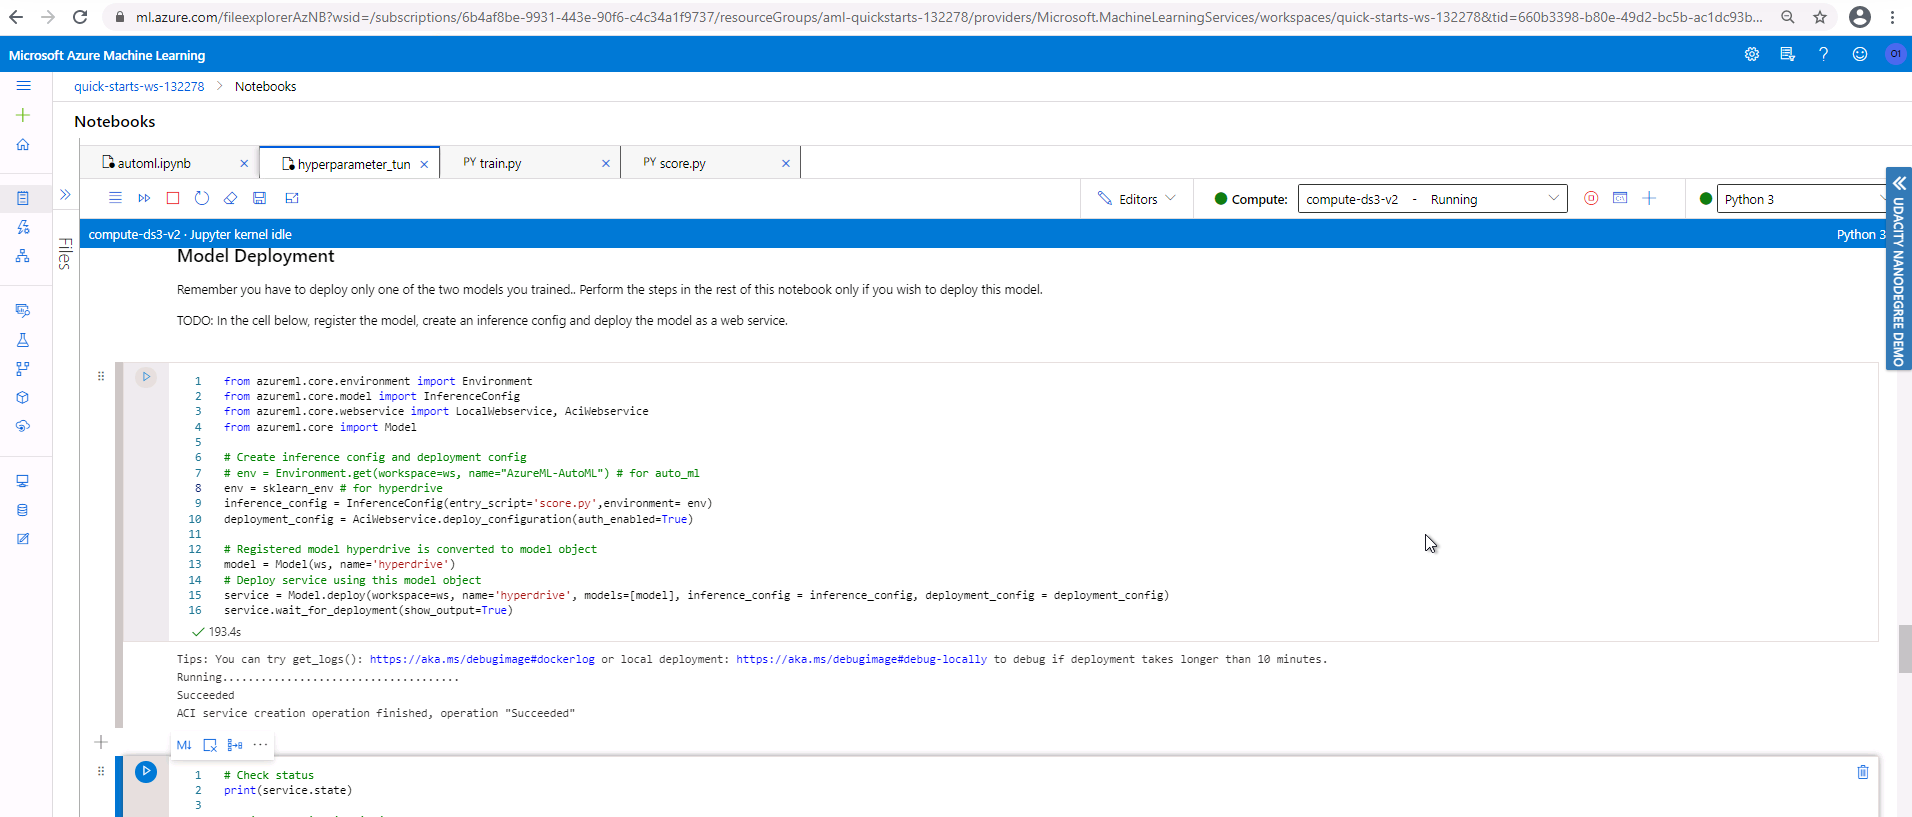 ml.azure.com/fileexplorerAzNB?wsid=/subscriptions/6b4af8be-9931-443e-90f6-c4c34a1f9737/resourceGroups/aml-quickstarts-132278/providers/Microsoft.MachineLearningServices/workspaces/quick-starts-ws-132278&tid=660b3398-b80e-49d2-bc5b-ac1dc93b...
Microsoft Azure Machine Learning
O1
quick-starts-ws-132278 > Notebooks
Notebooks
automl.ipynb
hyperparameter_tun
PY train.py
PY score.py
Editors
Compute: compute-ds3-v2 - Running
Python 3
Files
UDACITY NANODEGREE DEMO
compute-ds3-v2 · Jupyter kernel idle
Python 3
Model Deployment
Remember you have to deploy only one of the two models you trained.. Perform the steps in the rest of this notebook only if you wish to deploy this model.
TODO: In the cell below, register the model, create an inference config and deploy the model as a web service.
1 from azureml.core.environment import Environment
2 from azureml.core.model import InferenceConfig
3 from azureml.core.webservice import LocalWebservice, AciWebservice
4 from azureml.core import Model
5
6 # Create inference config and deployment config
7 # env = Environment.get(workspace=ws, name="AzureML-AutoML") # for auto_ml
8 env = sklearn_env # for hyperdrive
9 inference_config = InferenceConfig(entry_script='score.py',environment= env)
10 deployment_config = AciWebservice.deploy_configuration(auth_enabled=True)
11
12 # Registered model hyperdrive is converted to model object
13 model = Model(ws, name='hyperdrive')
14 # Deploy service using this model object
15 service = Model.deploy(workspace=ws, name='hyperdrive', models=[model], inference_config = inference_config, deployment_config = deployment_config)
16 service.wait_for_deployment(show_output=True)
193.4s
Tips: You can try get_logs(): https://aka.ms/debugimage#dockerlog or local deployment: https://aka.ms/debugimage#debug-locally to debug if deployment takes longer than 10 minutes.
Running.....................................
Succeeded
ACI service creation operation finished, operation "Succeeded"
M↓
1 # Check status
2 print(service.state)
3